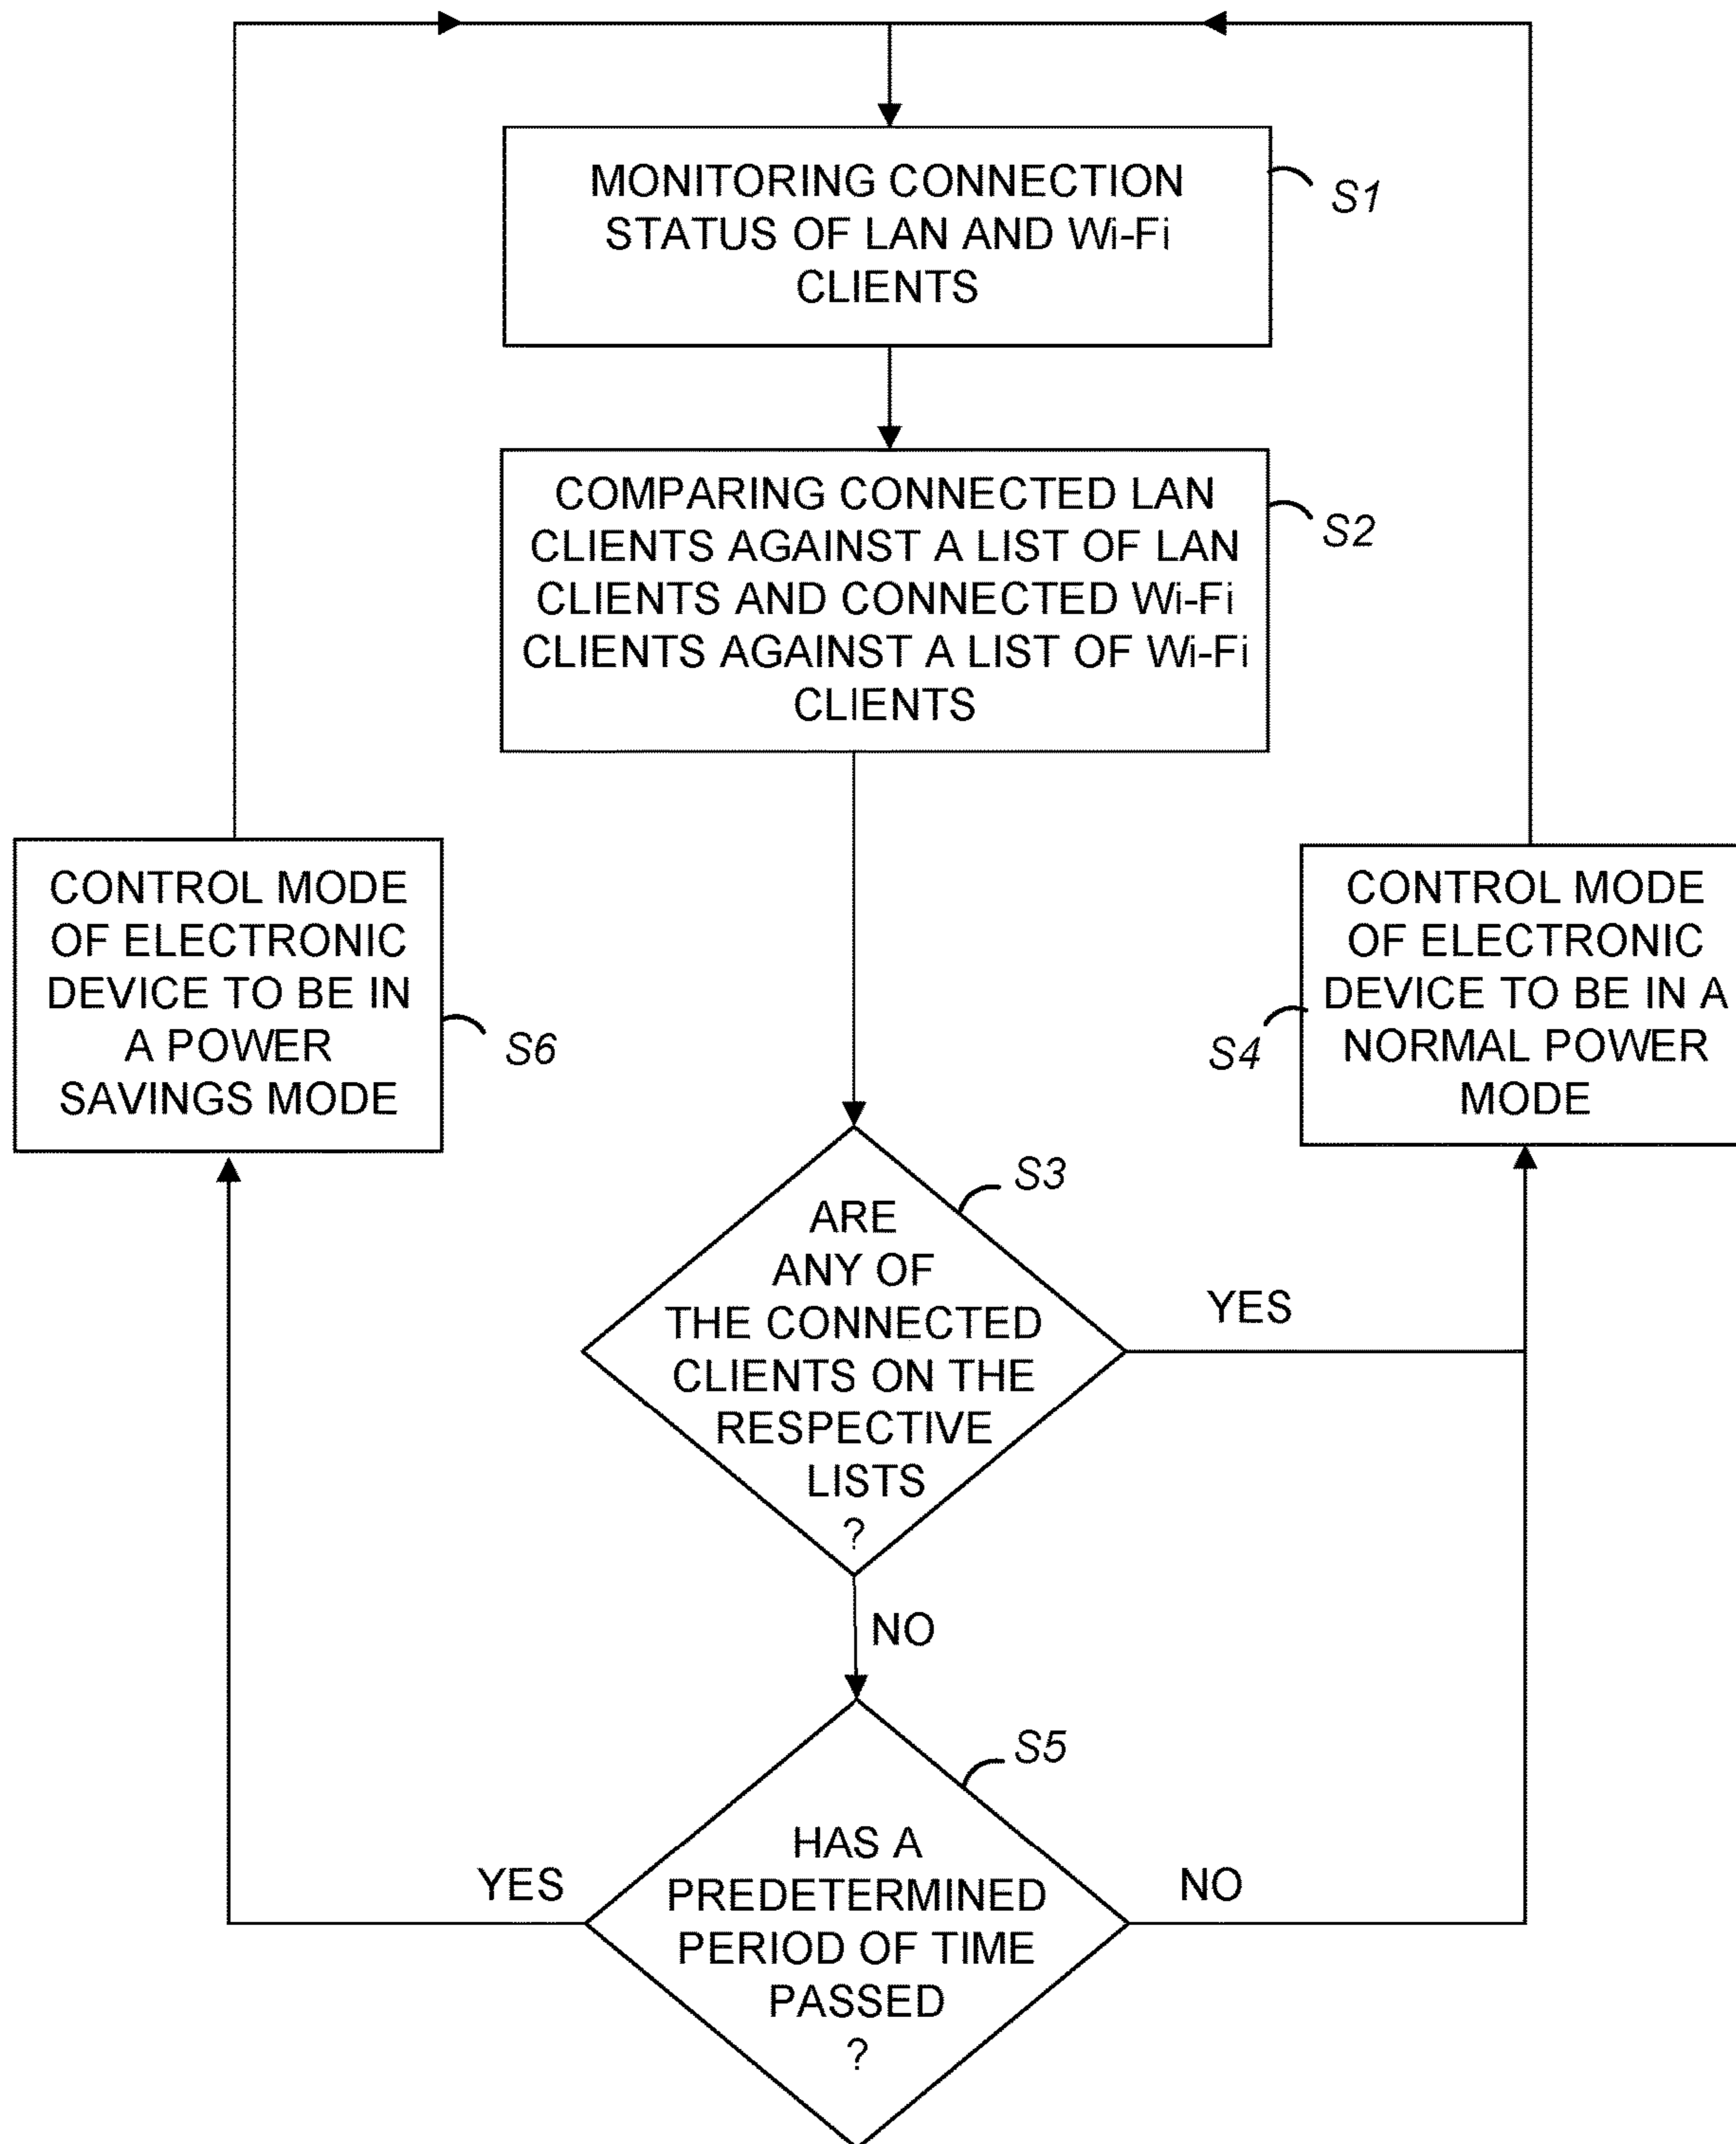 MONITORING CONNECTION
STATUS OF LAN AND Wi-Fi
CLIENTS
S1
COMPARING CONNECTED LAN
CLIENTS AGAINST A LIST OF LAN
CLIENTS AND CONNECTED Wi-Fi
CLIENTS AGAINST A LIST OF Wi-Fi
CLIENTS
S2
CONTROL MODE
OF ELECTRONIC
DEVICE TO BE IN
A POWER
SAVINGS MODE
S6
CONTROL MODE
OF ELECTRONIC
DEVICE TO BE IN A
NORMAL POWER
MODE
S4
S3
ARE
ANY OF
THE CONNECTED
CLIENTS ON THE
RESPECTIVE
LISTS
?
YES
NO
S5
HAS A
PREDETERMINED
PERIOD OF TIME
PASSED
?
YES
NO